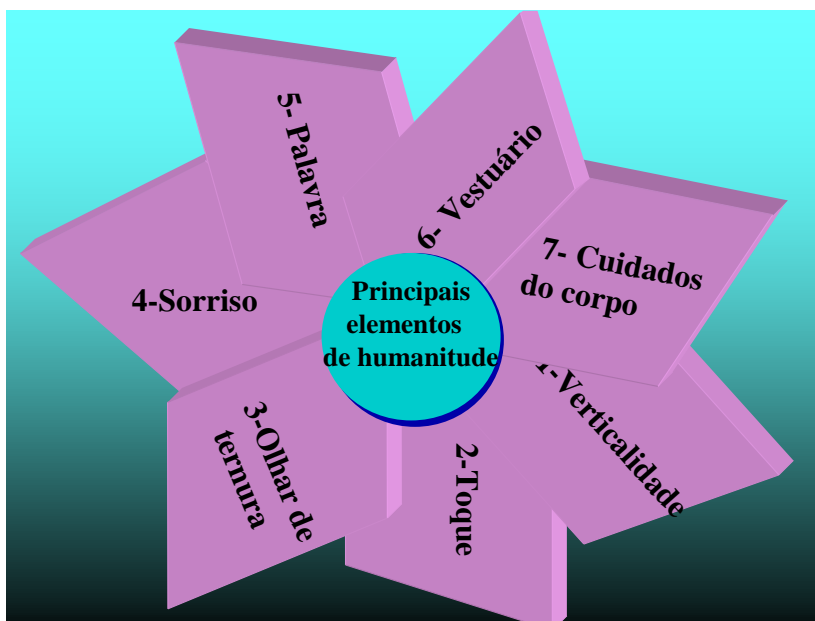 Principais
elementos
de humanitude
1-Verticalidade
2-Toque
3-Olhar de
ternura
4-Sorriso
5- Palavra
6- Vestuário
7- Cuidados
do corpo